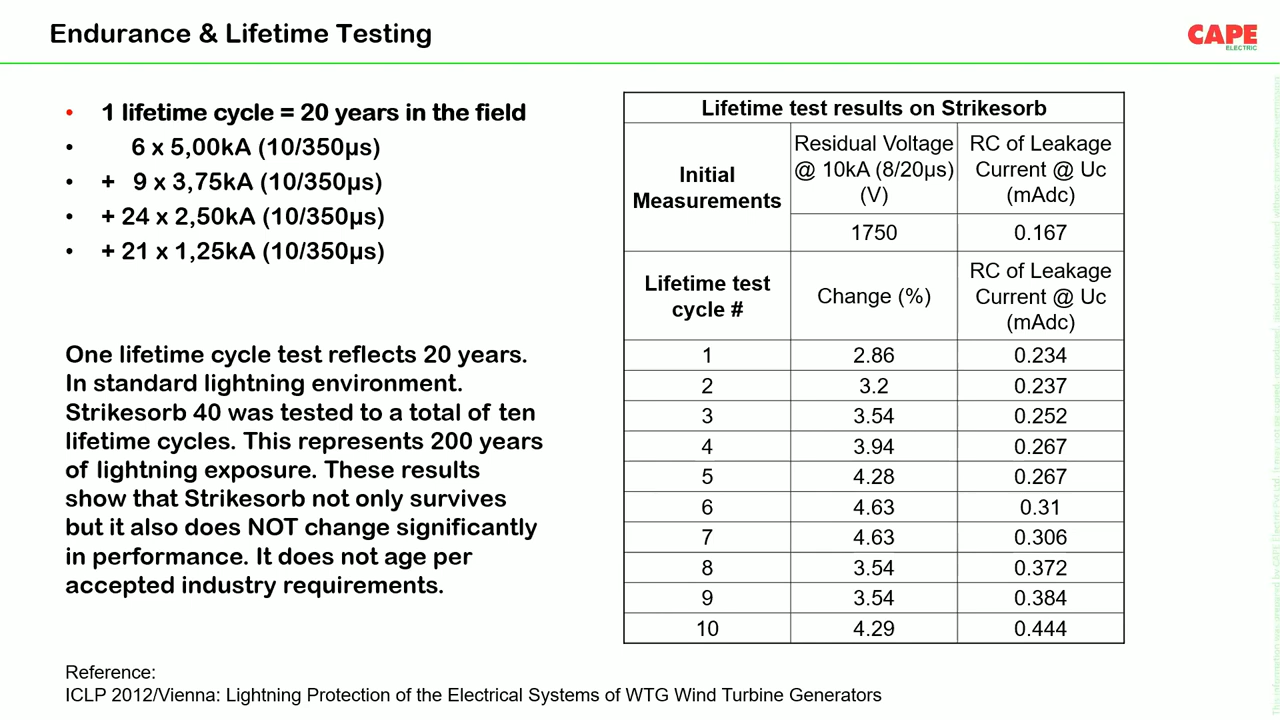 Endurance & Lifetime Testing
CAPE
ELECTRIC
• 1 lifetime cycle = 20 years in the field
• 6 x 5,00kA (10/350µs)
• + 9 x 3,75kA (10/350µs)
• + 24 x 2,50kA (10/350µs)
• + 21 x 1,25kA (10/350µs)
One lifetime cycle test reflects 20 years.
In standard lightning environment.
Strikesorb 40 was tested to a total of ten
lifetime cycles. This represents 200 years
of lightning exposure. These results
show that Strikesorb not only survives
but it also does NOT change significantly
in performance. It does not age per
accepted industry requirements.
Lifetime test results on Strikesorb
Initial
Measurements
Residual Voltage
@ 10kA (8/20µs)
(V)
RC of Leakage
Current @ Uc
(mAdc)
1750 0.167
Lifetime test
cycle #
Change (%)
RC of Leakage
Current @ Uc
(mAdc)
1 2.86 0.234
2 3.2 0.237
3 3.54 0.252
4 3.94 0.267
5 4.28 0.267
6 4.63 0.31
7 4.63 0.306
8 3.54 0.372
9 3.54 0.384
10 4.29 0.444
Reference:
ICLP 2012/Vienna: Lightning Protection of the Electrical Systems of WTG Wind Turbine Generators